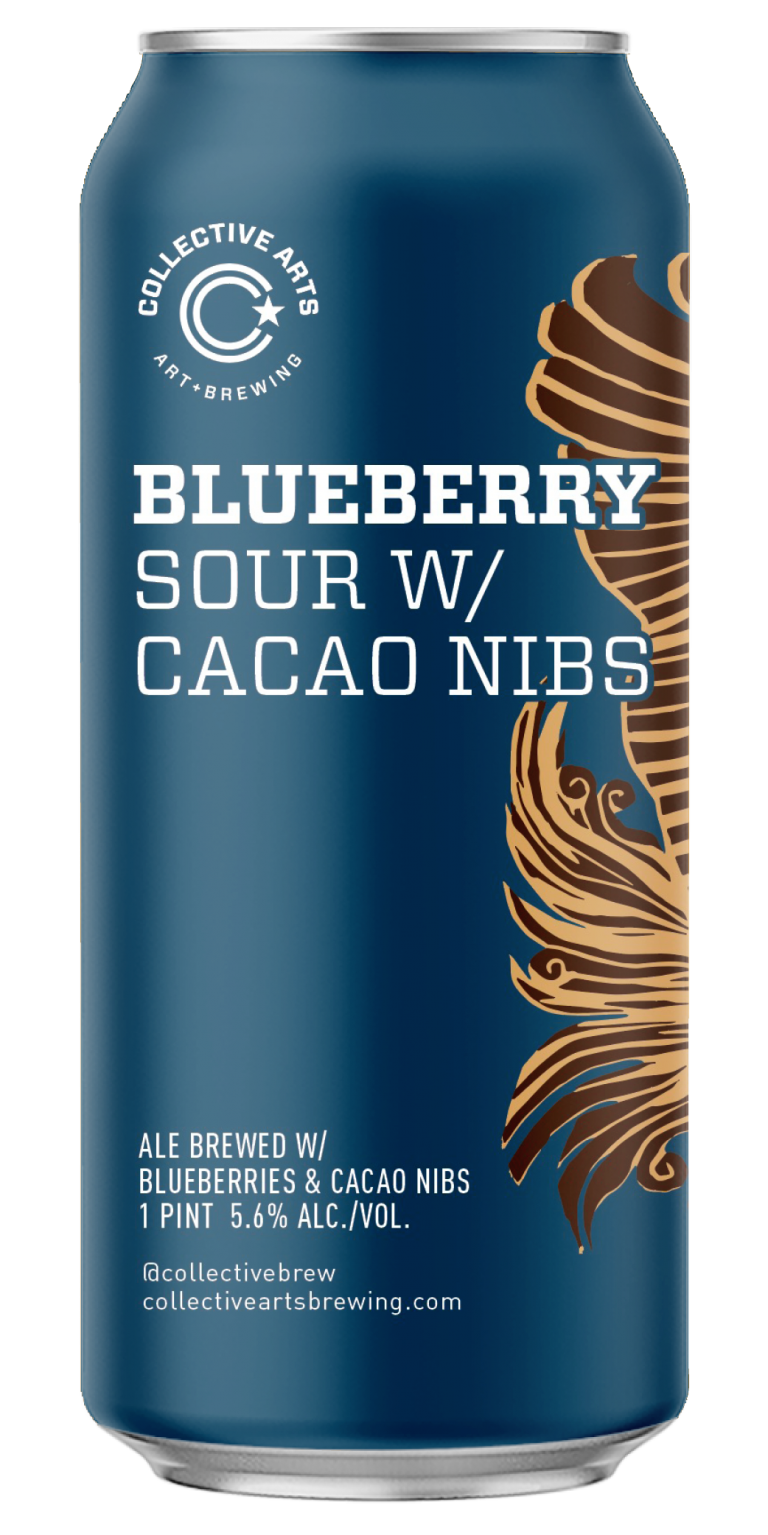 COLLECTIVE ARTS
ART+BREWING
BLUEBERRY
SOUR W/
CACAO NIBS
ALE BREWED W/
BLUEBERRIES & CACAO NIBS
1 PINT 5.6% ALC./VOL.
@collectivebrew
collectiveartsbrewing.com